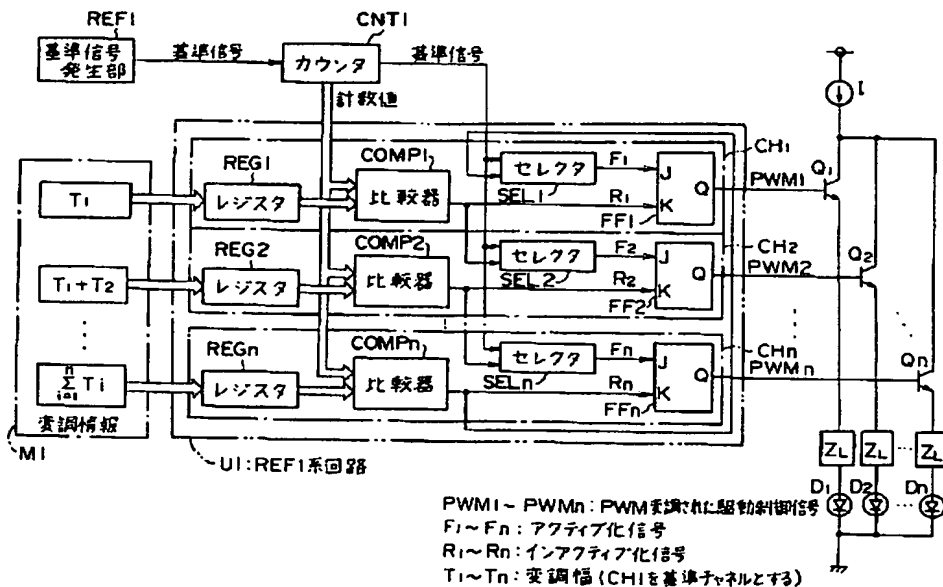 REF1
基準信号
発生部
基準信号
CNT1
カウンタ
基準信号
計数値
I
REG1
レジスタ
COMP1
比較器
セレクタ
SEL1
F1
R1
J
K
Q
FF1
CH1
PWM1
Q1
T1
REG2
レジスタ
COMP2
比較器
セレクタ
SEL2
F2
R2
J
K
Q
FF2
CH2
PWM2
Q2
T1+T2
REGn
レジスタ
COMPn
比較器
セレクタ
SELn
Fn
Rn
J
K
Q
FFn
CHn
PWMn
Qn
n
Σ Ti
i=1
変調情報
M1
U1:REF1系回路
ZL
ZL
ZL
D1
D2
Dn
PWM1~PWMn:PWM変調された駆動制御信号
F1~Fn:アクティブ化信号
R1~Rn:インアクティブ化信号
T1~Tn:変調幅(CH1を基準チャネルとする)